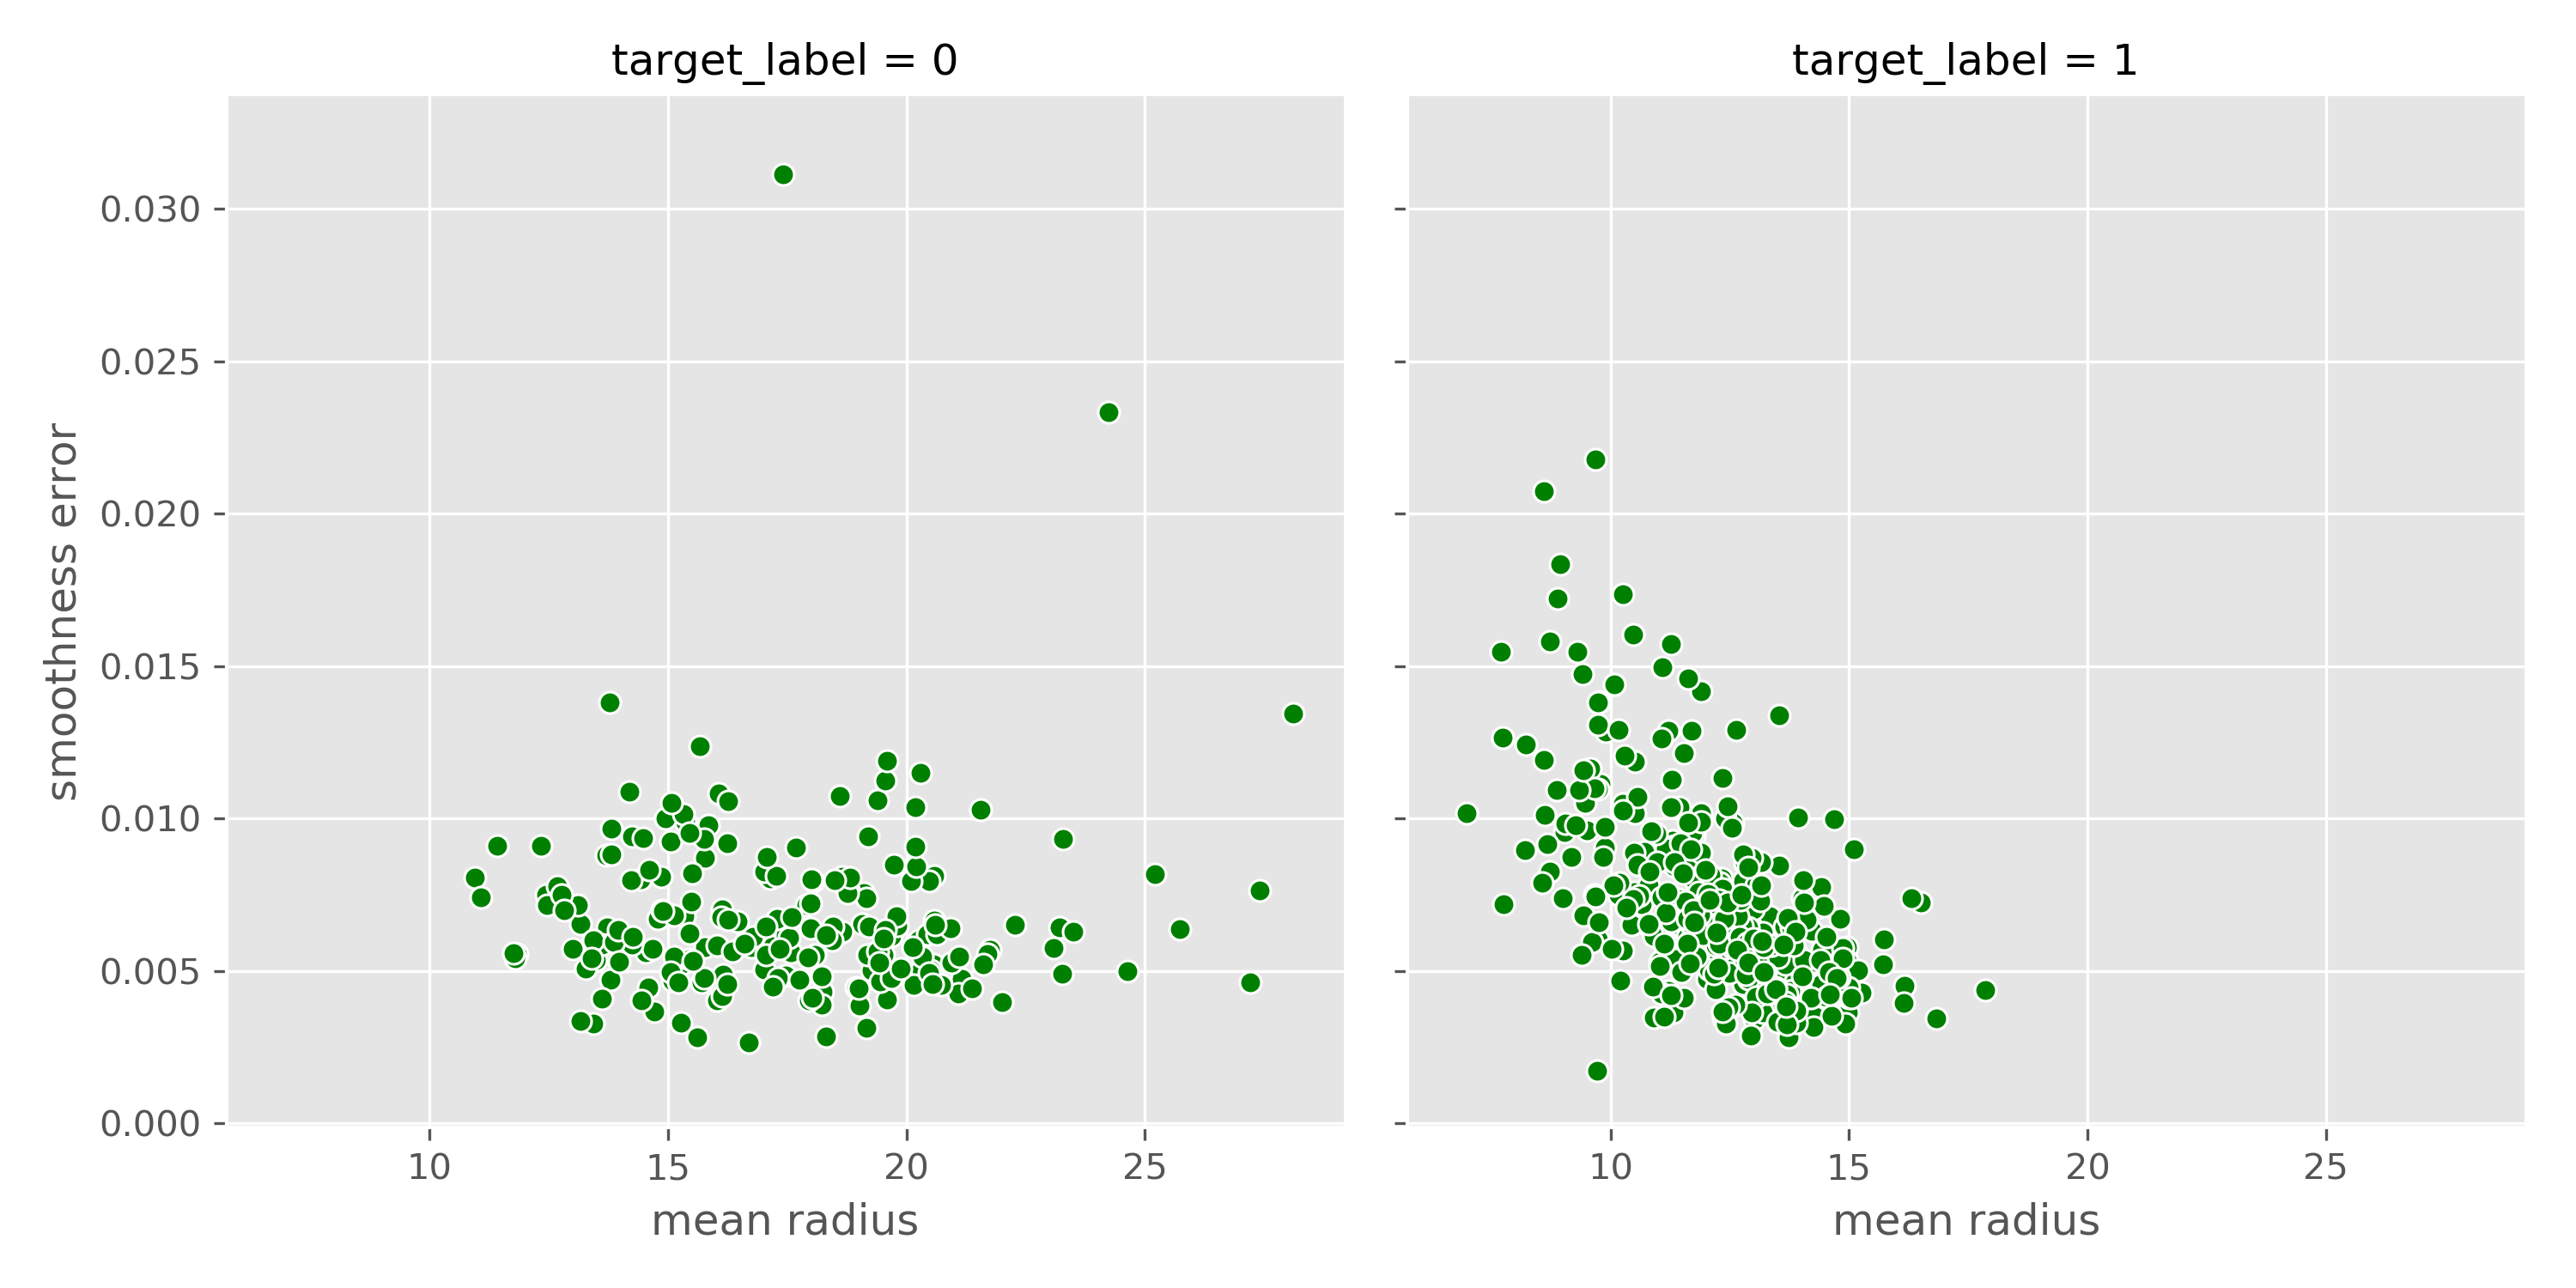 target_label = 0
target_label = 1
smoothness error
0.030
0.025
0.020
0.015
0.010
0.005
0.000
10 15 20 25
10 15 20 25
mean radius
mean radius